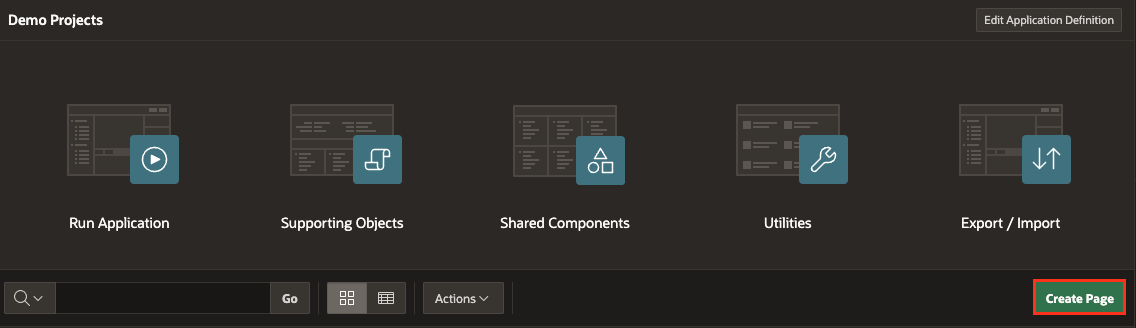 Demo Projects
Edit Application Definition
Run Application
Supporting Objects
Shared Components
Utilities
Export / Import
Go
Actions
Create Page